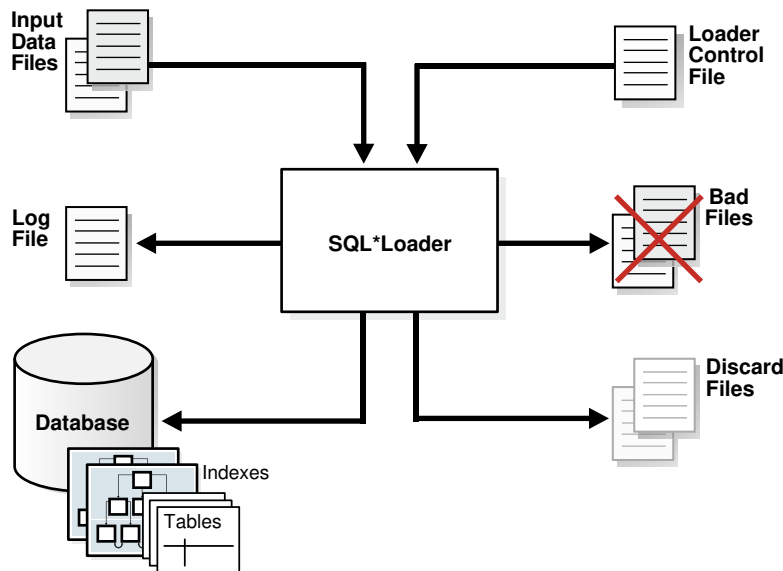 Input
Data
Files
Loader
Control
File
Log
File
SQL*Loader
Bad
Files
Database
Indexes
Tables
Discard
Files